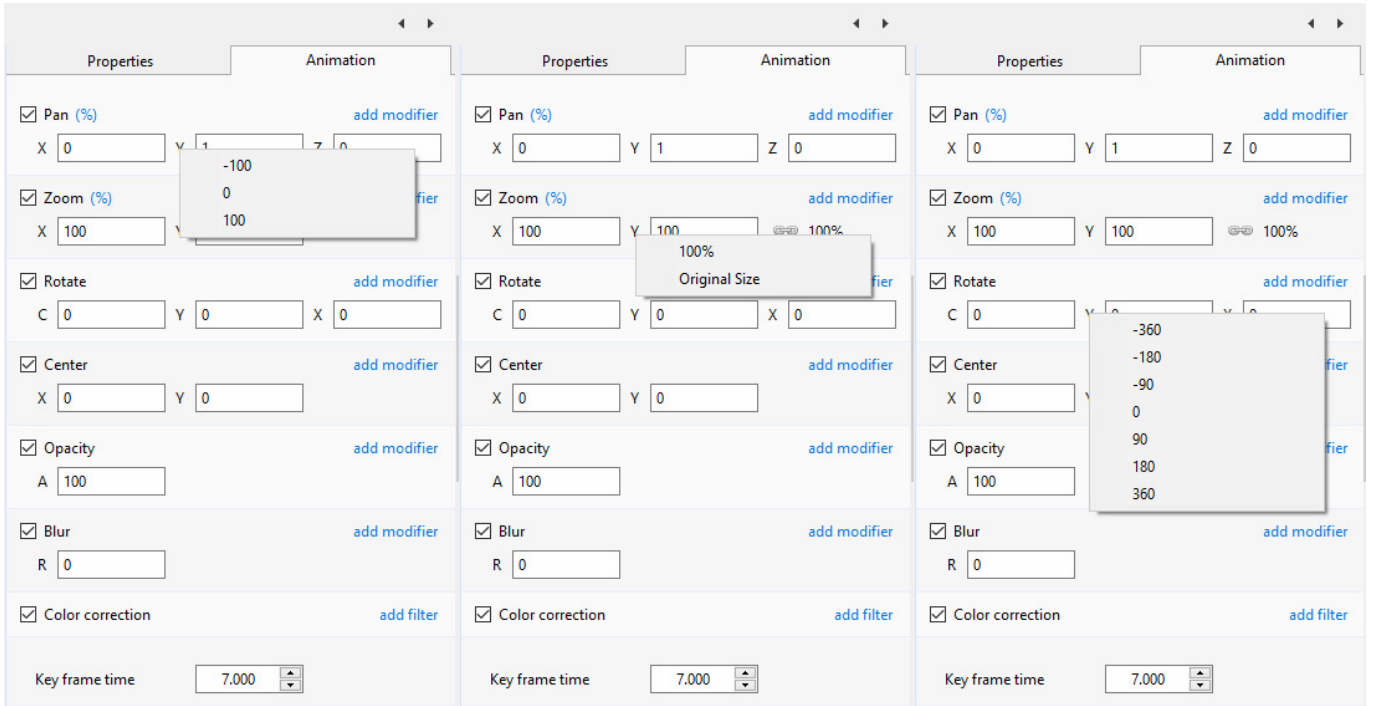 Properties Animation
Pan (%) add modifier
X 0 Y 1 Z 0
-100
0
100
Zoom (%) fier
X 100 Y
Rotate add modifier
C 0 Y 0 X 0
Center add modifier
X 0 Y 0
Opacity add modifier
A 100
Blur add modifier
R 0
Color correction add filter
Key frame time 7.000
Properties Animation
Pan (%) add modifier
X 0 Y 1 Z 0
Zoom (%) add modifier
X 100 Y 100 100%
100%
Original Size
Rotate fier
C 0 Y 0 X 0
Center add modifier
X 0 Y 0
Opacity add modifier
A 100
Blur add modifier
R 0
Color correction add filter
Key frame time 7.000
Properties Animation
Pan (%) add modifier
X 0 Y 1 Z 0
Zoom (%) add modifier
X 100 Y 100 100%
Rotate add modifier
C 0 Y 0
-360
-180
-90
0
90
180
360
Center fier
X 0
Opacity fier
A 100
Blur add modifier
R 0
Color correction add filter
Key frame time 7.000